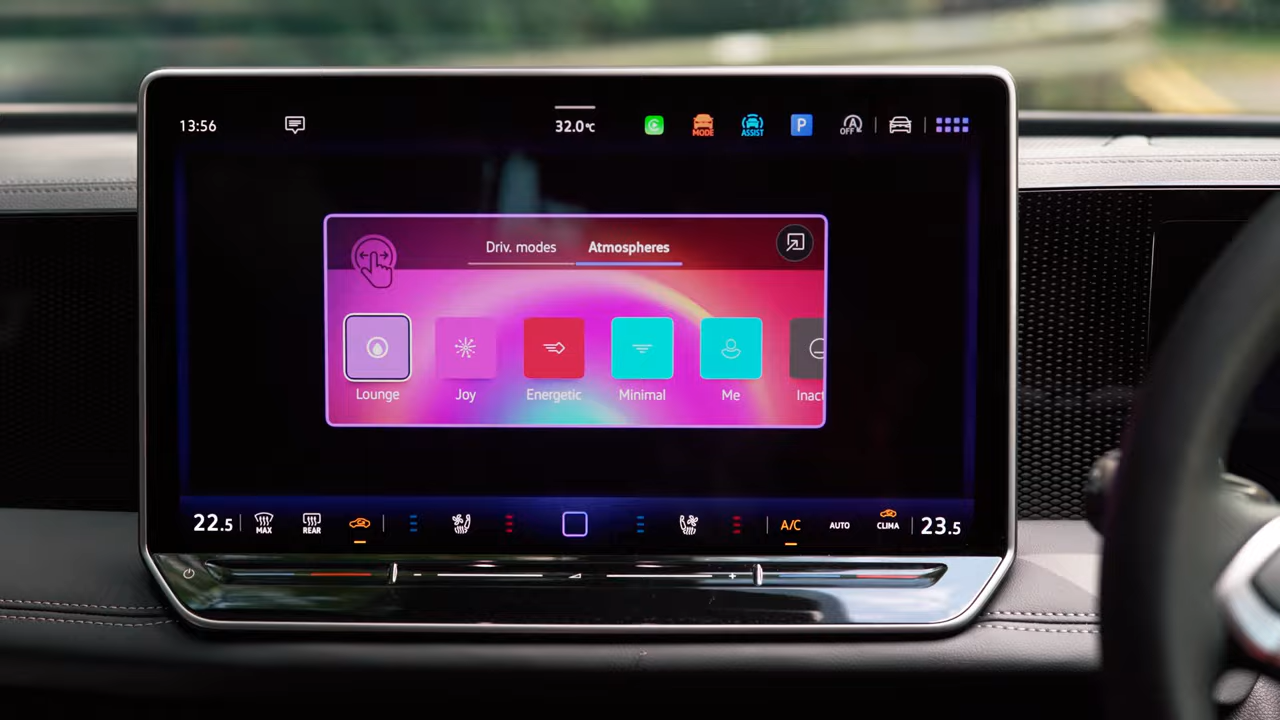 13:56
32.0°C
MODE
ASSIST
P
OFF
Driv. modes
Atmospheres
Lounge
Joy
Energetic
Minimal
Me
Inact
22.5
MAX
REAR
A/C
AUTO
CLIMA
23.5